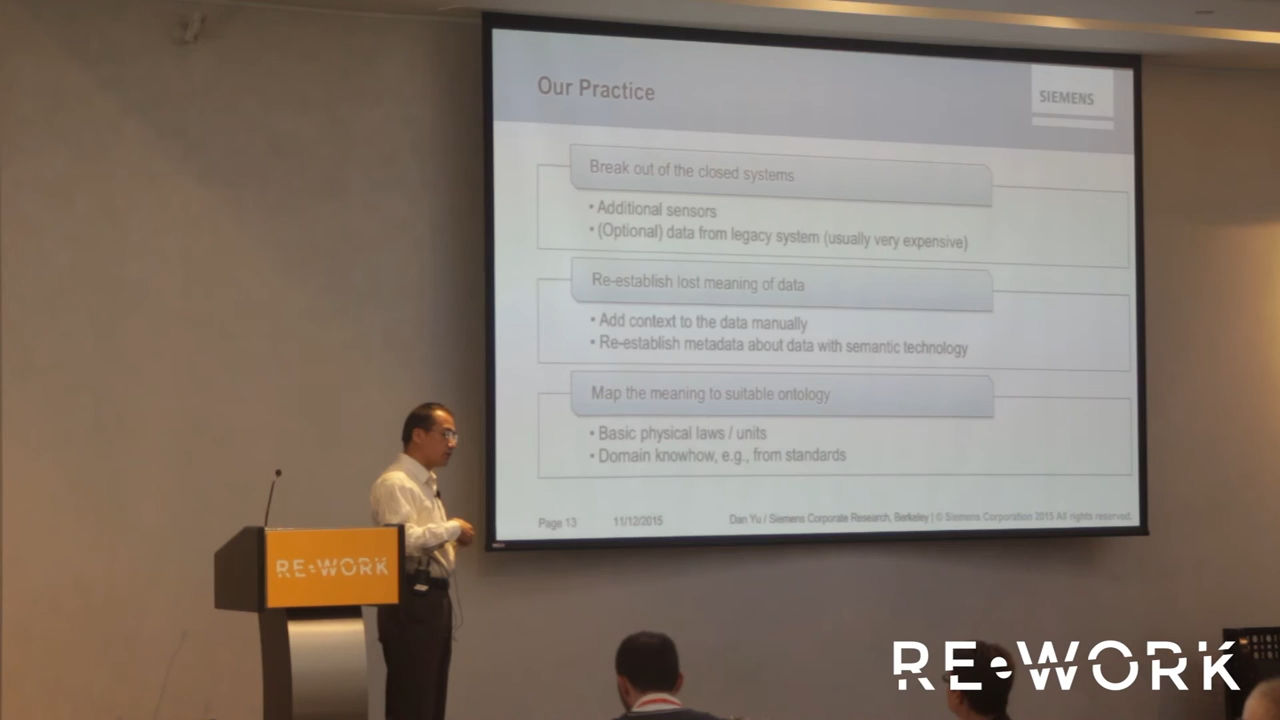 Our Practice
SIEMENS
Break out of the closed systems
• Additional sensors
• (Optional) data from legacy system (usually very expensive)
Re-establish lost meaning of data
• Add context to the data manually
• Re-establish metadata about data with semantic technology
Map the meaning to suitable ontology
• Basic physical laws / units
• Domain knowhow, e.g., from standards
Page 13 11/12/2015 Dan Yu / Siemens Corporate Research, Berkeley | © Siemens Corporation 2015 All rights reserved.
RE•WORK
RE•WORK